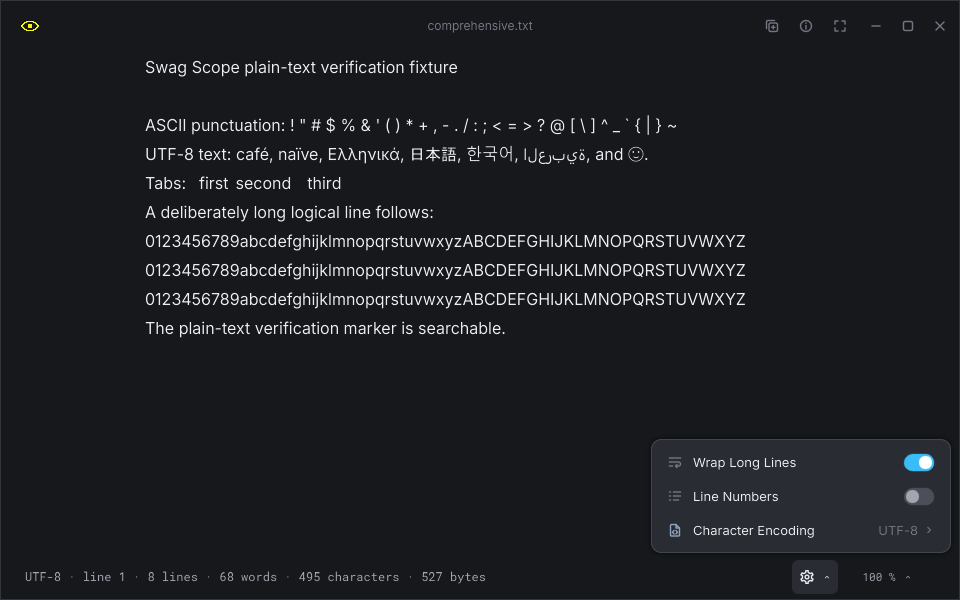 comprehensive.txt
Swag Scope plain-text verification fixture
ASCII punctuation: ! " # $ % & ' ( ) * + , - . / : ; < = > ? @ [ \ ] ^ _ ` { | } ~
UTF-8 text: café, naïve, Ελληνικά, 日本語, 한국어, العربية, and 🙂.
Tabs: first second third
A deliberately long logical line follows:
0123456789abcdefghijklmnopqrstuvwxyzABCDEFGHIJKLMNOPQRSTUVWXYZ
0123456789abcdefghijklmnopqrstuvwxyzABCDEFGHIJKLMNOPQRSTUVWXYZ
0123456789abcdefghijklmnopqrstuvwxyzABCDEFGHIJKLMNOPQRSTUVWXYZ
The plain-text verification marker is searchable.
Wrap Long Lines
Line Numbers
Character Encoding UTF-8
UTF-8 · line 1 · 8 lines · 68 words · 495 characters · 527 bytes
100 %